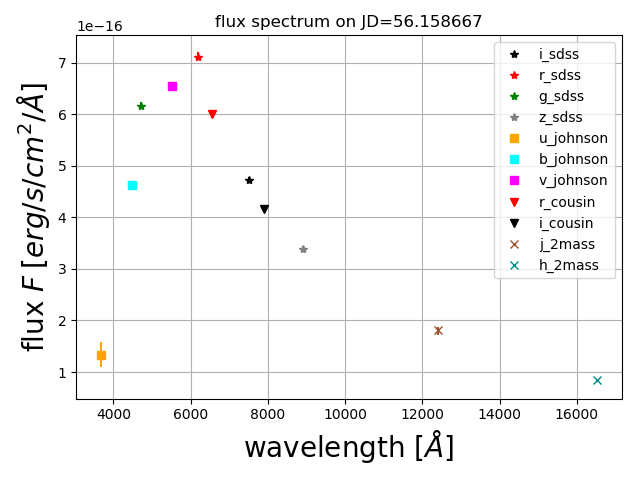 flux spectrum on JD=56.158667
1e−16
7
6
5
4
3
2
1
flux F [erg/s/cm²/Å]
i_sdss
r_sdss
g_sdss
z_sdss
u_johnson
b_johnson
v_johnson
r_cousin
i_cousin
j_2mass
h_2mass
4000 6000 8000 10000 12000 14000 16000
wavelength [Å]